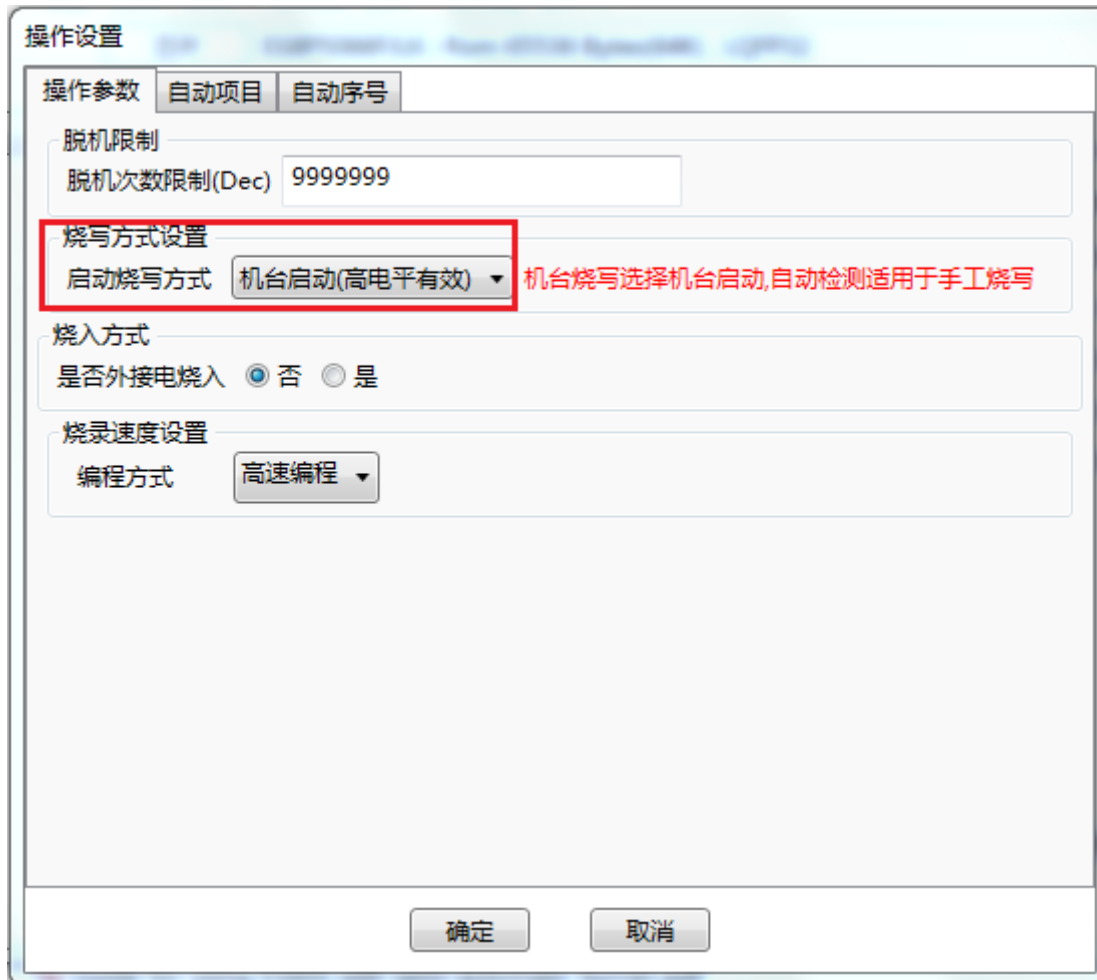 操作设置
操作参数 自动项目 自动序号
脱机限制
脱机次数限制(Dec) 9999999
烧写方式设置
启动烧写方式 机台启动(高电平有效) 机台烧写选择机台启动,自动检测适用于手工烧写
烧入方式
是否外接电烧入 否 是
烧录速度设置
编程方式 高速编程
确定 取消